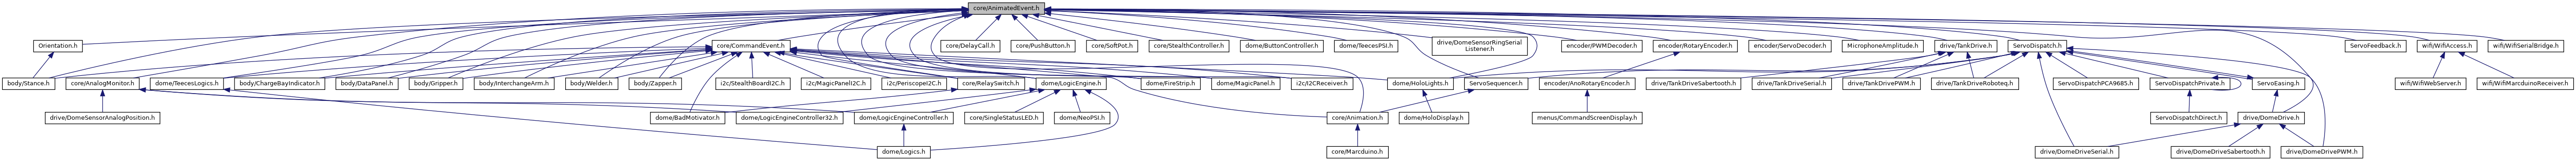 core/AnimatedEvent.h
Orientation.h
core/CommandEvent.h
core/DelayCall.h
core/PushButton.h
core/SoftPot.h
core/StealthController.h
dome/ButtonController.h
dome/TeecesPSI.h
drive/DomeSensorRingSerial
Listener.h
encoder/PWMDecoder.h
encoder/RotaryEncoder.h
encoder/ServoDecoder.h
MicrophoneAmplitude.h
drive/TankDrive.h
ServoDispatch.h
ServoFeedback.h
wifi/WifiAccess.h
wifi/WifiSerialBridge.h
body/Stance.h
core/AnalogMonitor.h
dome/TeecesLogics.h
body/ChargeBayIndicator.h
body/DataPanel.h
body/Gripper.h
body/InterchangeArm.h
body/Welder.h
body/Zapper.h
i2c/StealthBoardI2C.h
i2c/MagicPanelI2C.h
i2c/PeriscopeI2C.h
core/RelaySwitch.h
dome/LogicEngine.h
dome/FireStrip.h
dome/MagicPanel.h
i2c/I2CReceiver.h
dome/HoloLights.h
ServoSequencer.h
encoder/AnoRotaryEncoder.h
drive/TankDriveSabertooth.h
drive/TankDriveSerial.h
drive/TankDrivePWM.h
drive/TankDriveRoboteq.h
ServoDispatchPCA9685.h
ServoDispatchPrivate.h
ServoEasing.h
wifi/WifiWebServer.h
wifi/WifiMarcduinoReceiver.h
drive/DomeSensorAnalogPosition.h
dome/BadMotivator.h
dome/LogicEngineController32.h
dome/LogicEngineController.h
core/SingleStatusLED.h
dome/NeoPSI.h
core/Animation.h
dome/HoloDisplay.h
menus/CommandScreenDisplay.h
ServoDispatchDirect.h
drive/DomeDrive.h
dome/Logics.h
core/Marcduino.h
drive/DomeDriveSerial.h
drive/DomeDriveSabertooth.h
drive/DomeDrivePWM.h